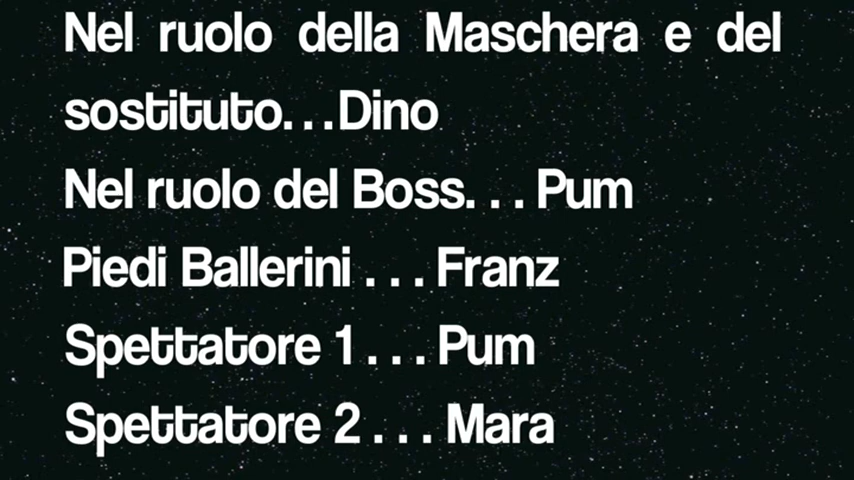 Nel ruolo della Maschera e del
sostituto...Dino
Nel ruolo del Boss. . . Pum
Piedi Ballerini . . . Franz
Spettatore 1 . . . Pum
Spettatore 2 . . . Mara